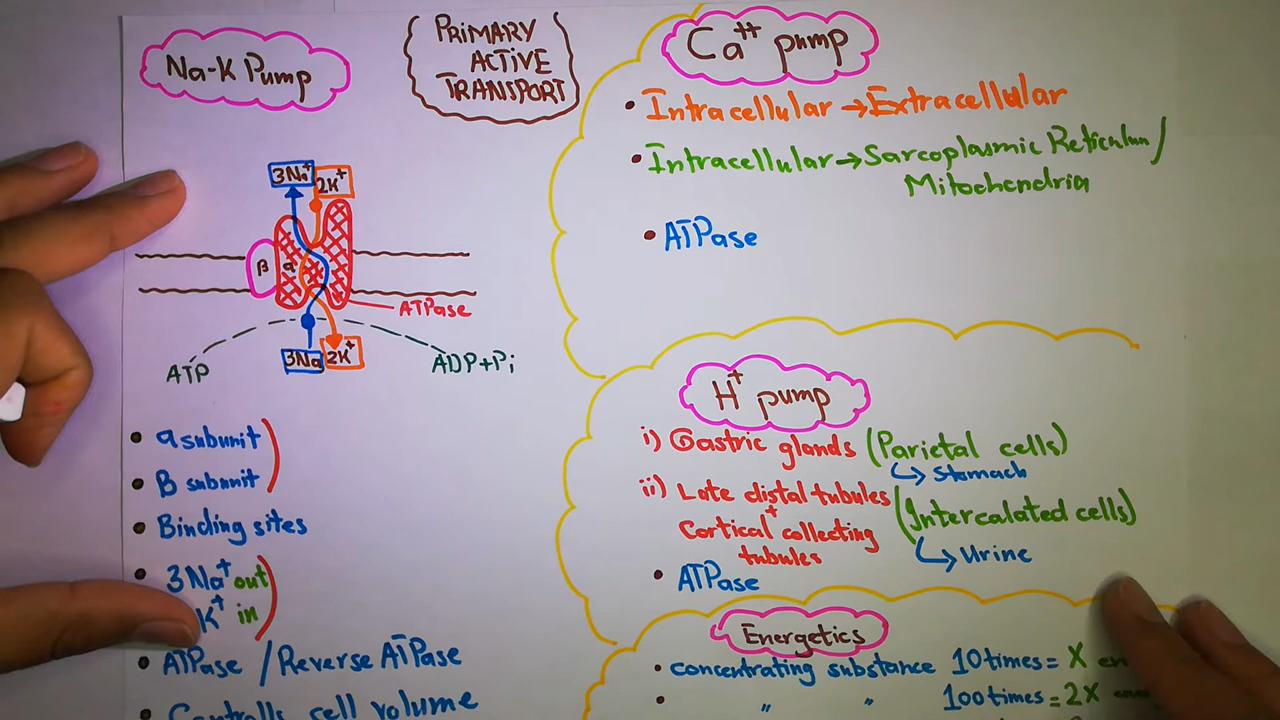 Na-K Pump
PRIMARY
ACTIVE
TRANSPORT
3Na+
2K+
β
α
ATPase
3Na
2K+
ATP
ADP+Pi
• α subunit
• β subunit
• Binding sites
• 3Na+ out
K+ in
• ATPase / Reverse ATPase
• Controlls cell volume
Ca++ pump
• Intracellular → Extracellular
• Intracellular → Sarcoplasmic Reticulum /
Mitochondria
• ATPase
H+ pump
i) Gastric glands (Parietal cells)
↳ Stomach
ii) Late distal tubules (Intercalated cells)
+
Cortical collecting
tubules
↳ Urine
• ATPase
Energetics
• concentrating substance 10 times = X en
• " " 100 times = 2X